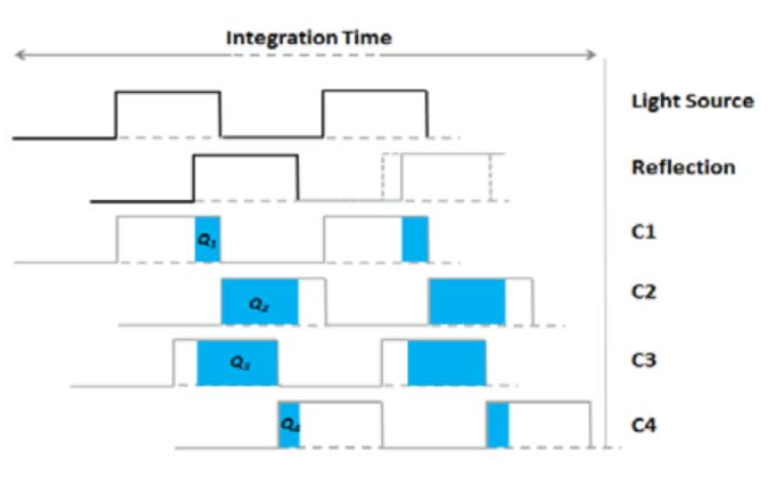 Integration Time
Light Source
Reflection
C1
Q1
C2
Q2
C3
Q3
C4
Q4